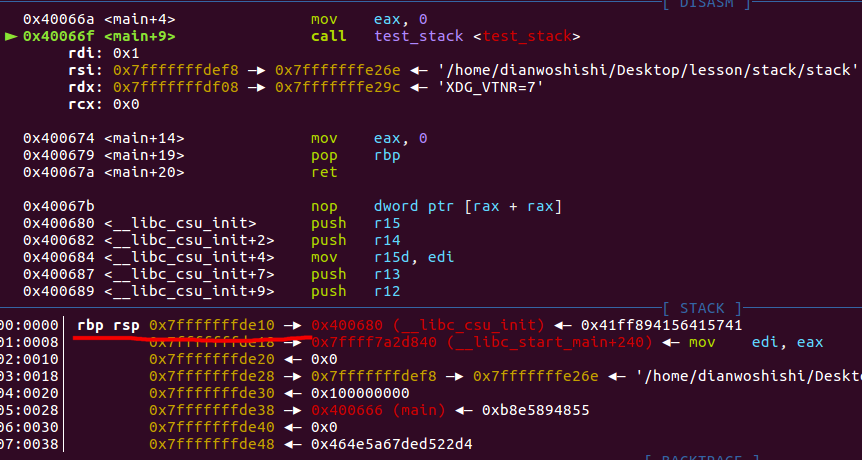 [ DISASM ]
0x40066a <main+4> mov eax, 0
► 0x40066f <main+9> call test_stack <test_stack>
rdi: 0x1
rsi: 0x7fffffffdef8 —▸ 0x7fffffffe26e ◂— '/home/dianwoshishi/Desktop/lesson/stack/stack'
rdx: 0x7fffffffdf08 —▸ 0x7fffffffe29c ◂— 'XDG_VTNR=7'
rcx: 0x0
0x400674 <main+14> mov eax, 0
0x400679 <main+19> pop rbp
0x40067a <main+20> ret
0x40067b nop dword ptr [rax + rax]
0x400680 <__libc_csu_init> push r15
0x400682 <__libc_csu_init+2> push r14
0x400684 <__libc_csu_init+4> mov r15d, edi
0x400687 <__libc_csu_init+7> push r13
0x400689 <__libc_csu_init+9> push r12
[ STACK ]
00:0000│ rbp rsp 0x7fffffffde10 —▸ 0x400680 (__libc_csu_init) ◂— 0x41ff894156415741
01:0008│ 0x7fffffffde18 —▸ 0x7ffff7a2d840 (__libc_start_main+240) ◂— mov edi, eax
02:0010│ 0x7fffffffde20 ◂— 0x0
03:0018│ 0x7fffffffde28 —▸ 0x7fffffffdef8 —▸ 0x7fffffffe26e ◂— '/home/dianwoshishi/Deskto
04:0020│ 0x7fffffffde30 ◂— 0x100000000
05:0028│ 0x7fffffffde38 —▸ 0x400666 (main) ◂— 0xb8e5894855
06:0030│ 0x7fffffffde40 ◂— 0x0
07:0038│ 0x7fffffffde48 ◂— 0x464e5a67ded522d4
[ BACKTRACE ]